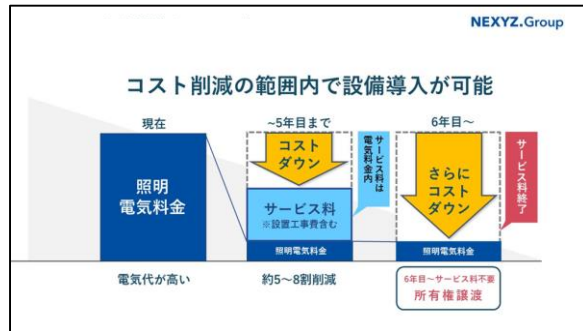 NEXYZ.Group
コスト削減の範囲内で設備導入が可能
現在
照明
電気料金
電気代が高い
~5年目まで
コスト
ダウン
サービス料
※設置工事費含む
照明電気料金
約5~8割削減
サービス料は
電気料金内
6年目~
さらに
コスト
ダウン
照明電気料金
サービス料終了
6年目~サービス料不要
所有権譲渡